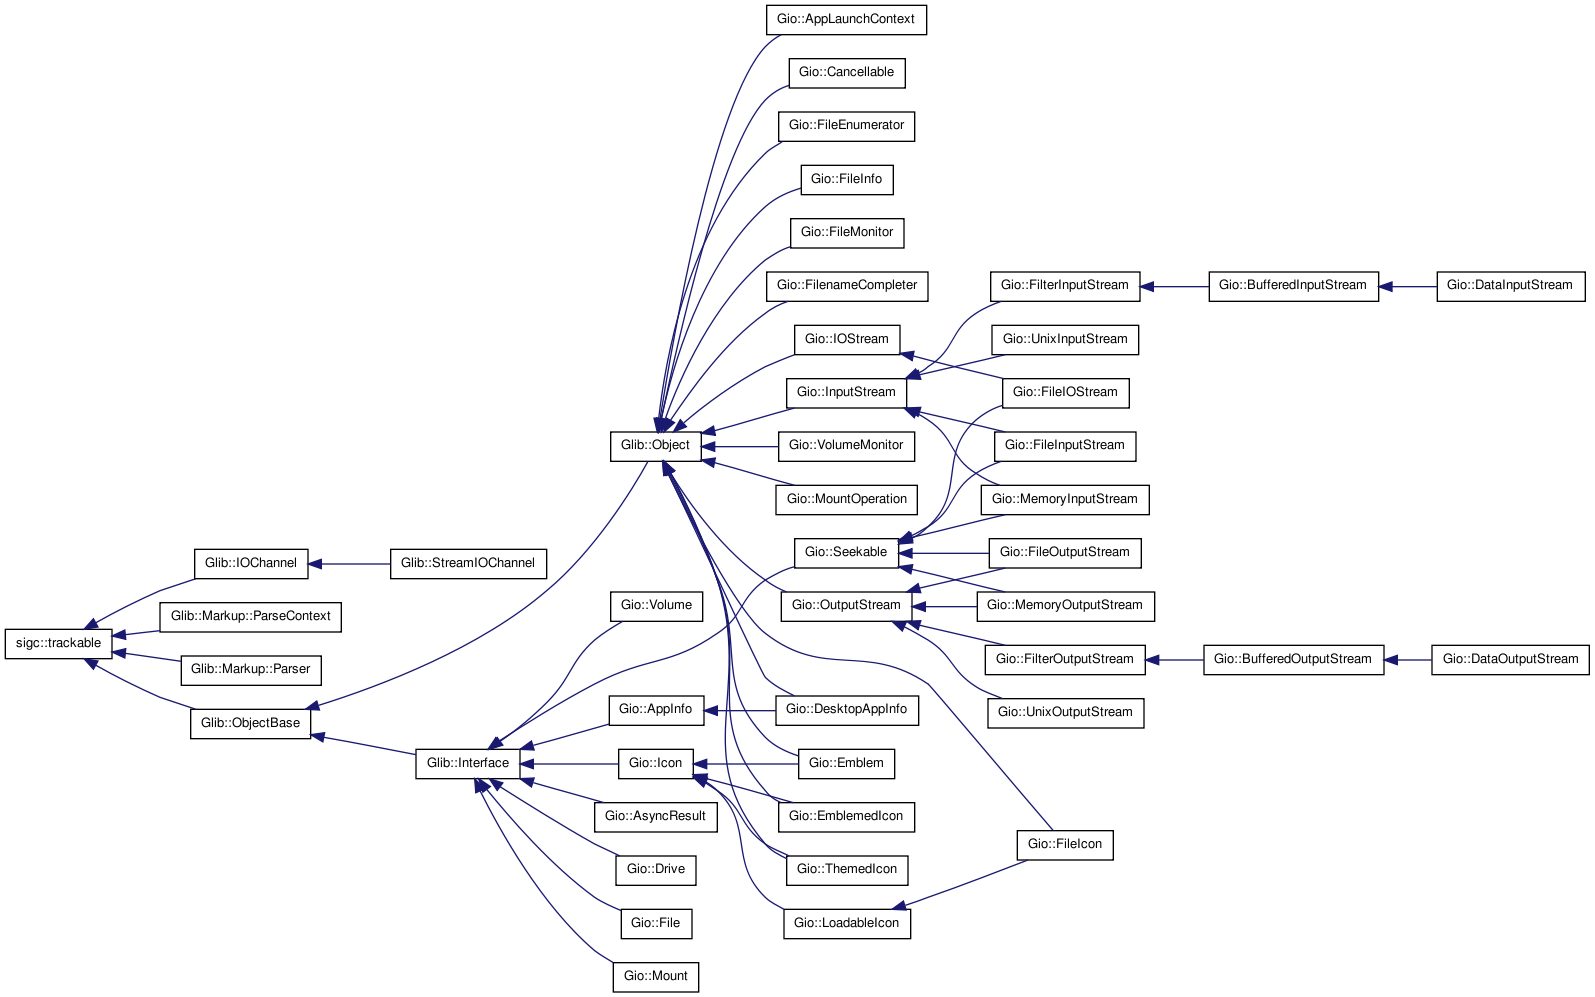 Gio::AppLaunchContext
Gio::Cancellable
Gio::FileEnumerator
Gio::FileInfo
Gio::FileMonitor
Gio::FilenameCompleter
Gio::FilterInputStream
Gio::BufferedInputStream
Gio::DataInputStream
Gio::IOStream
Gio::UnixInputStream
Gio::InputStream
Gio::FileIOStream
Glib::Object
Gio::VolumeMonitor
Gio::FileInputStream
Gio::MountOperation
Gio::MemoryInputStream
Glib::IOChannel
Glib::StreamIOChannel
Gio::Seekable
Gio::FileOutputStream
Glib::Markup::ParseContext
Gio::Volume
Gio::OutputStream
Gio::MemoryOutputStream
sigc::trackable
Glib::Markup::Parser
Gio::FilterOutputStream
Gio::BufferedOutputStream
Gio::DataOutputStream
Glib::ObjectBase
Gio::AppInfo
Gio::DesktopAppInfo
Gio::UnixOutputStream
Glib::Interface
Gio::Icon
Gio::Emblem
Gio::AsyncResult
Gio::EmblemedIcon
Gio::FileIcon
Gio::Drive
Gio::ThemedIcon
Gio::File
Gio::LoadableIcon
Gio::Mount